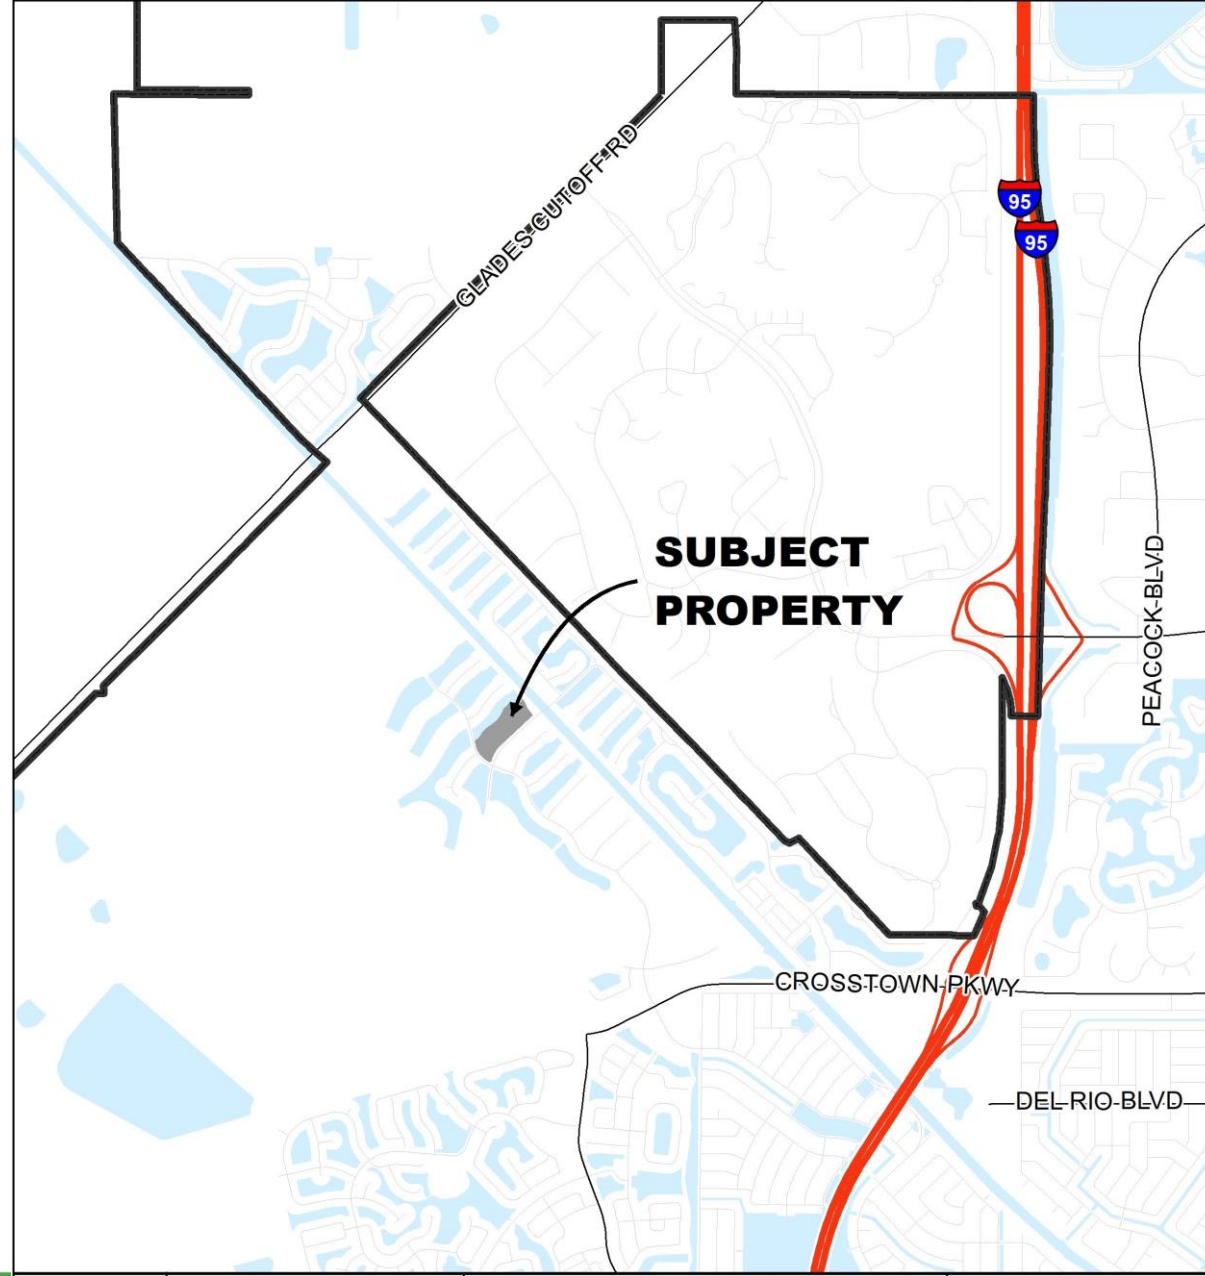 GLADES CUTOFF RD
95
95
SUBJECT
PROPERTY
PEACOCK BLVD
CROSSTOWN PKWY
DEL RIO BLVD